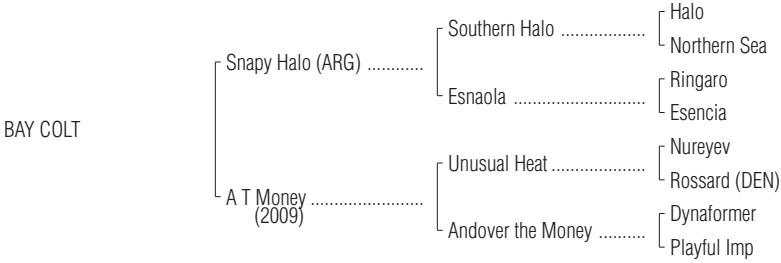 Halo
Southern Halo ..................
Northern Sea
Snapy Halo (ARG) ............
Ringaro
Esnaola ............................
Esencia
BAY COLT
Nureyev
Unusual Heat ....................
Rossard (DEN)
A T Money ........................
(2009)
Dynaformer
Andover the Money ..........
Playful Imp